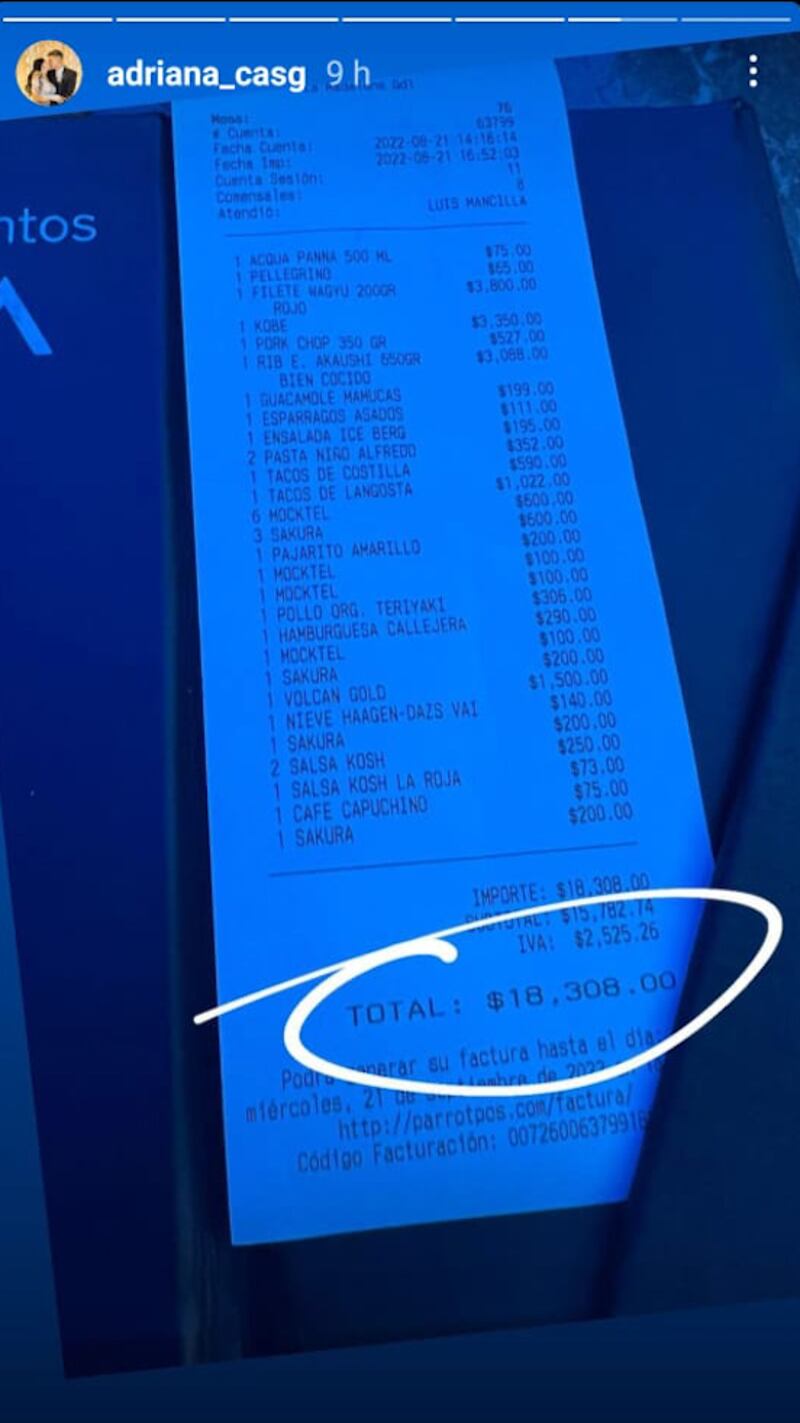 adriana_casg 9 h
ntos
Mesa: 76
# Cuenta: 63799
Fecha Cuenta: 2022-08-21 14:16:14
Fecha Imp: 2022-08-21 16:52:03
Cuenta Sesión: 11
Comensales: 8
Atendió: LUIS MANCILLA
1 ACQUA PANNA 500 ML $75.00
1 PELLEGRINO $65.00
1 FILETE WAGYU 200GR $3,800.00
ROJO
1 KOBE $3,350.00
1 PORK CHOP 350 GR $527.00
1 RIB E. AKAUSHI 650GR $3,088.00
BIEN COCIDO
1 GUACAMOLE MAMUCAS $199.00
1 ESPARRAGOS ASADOS $111.00
1 ENSALADA ICE BERG $195.00
2 PASTA NIRO ALFREDO $352.00
1 TACOS DE COSTILLA $590.00
1 TACOS DE LANGOSTA $1,022.00
6 MOCKTEL $600.00
3 SAKURA $600.00
1 PAJARITO AMARILLO $200.00
1 MOCKTEL $100.00
1 MOCKTEL $100.00
1 POLLO ORG. TERIYAKI $306.00
1 HAMBURGUESA CALLEJERA $290.00
1 MOCKTEL $100.00
1 SAKURA $200.00
1 VOLCAN GOLD $1,500.00
1 NIEVE HAAGEN-DAZS VAI $140.00
1 SAKURA $200.00
2 SALSA KOSH $250.00
1 SALSA KOSH LA ROJA $73.00
1 CAFE CAPUCHINO $75.00
1 SAKURA $200.00
IMPORTE: $18,308.00
SUBTOTAL: $15,782.74
IVA: $2,525.26
TOTAL: $18,308.00
Podrá generar su factura hasta el día:
miércoles, 21 de septiembre de 2022
http://parrotpos.com/factura/
Código Facturación: 007260063799